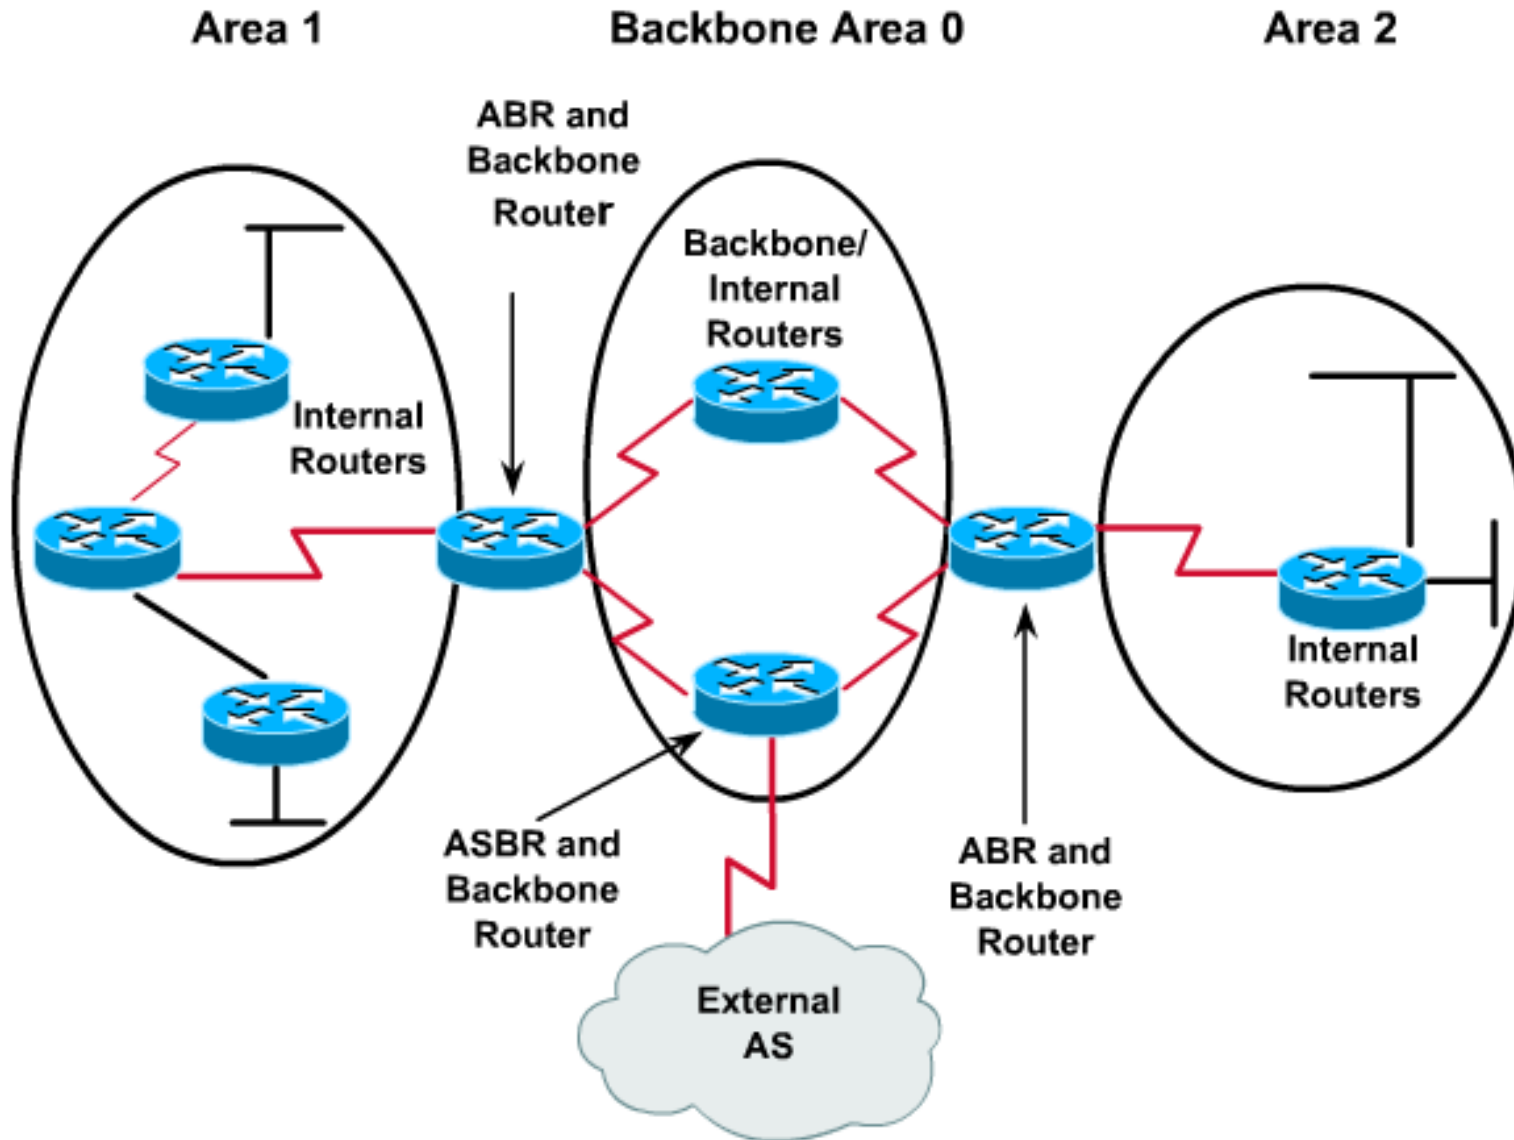 Area 1
Backbone Area 0
Area 2
ABR and
Backbone
Router
Backbone/
Internal
Routers
Internal
Routers
Internal
Routers
ASBR and
Backbone
Router
ABR and
Backbone
Router
External
AS